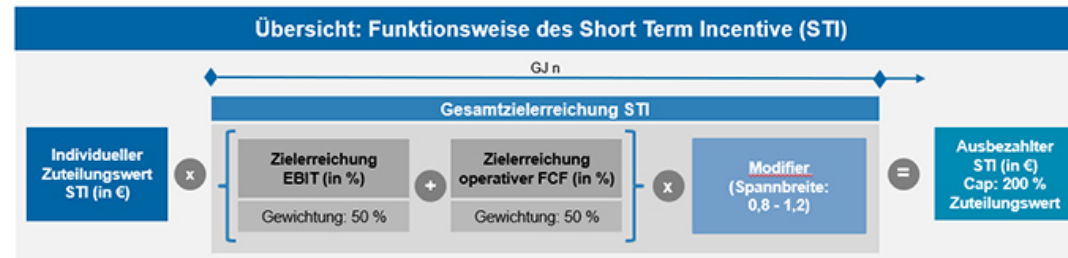 Übersicht: Funktionsweise des Short Term Incentive (STI)
GJ n
Gesamtzielerreichung STI
Individueller
Zuteilungswert
STI (in €)
x
Zielerreichung
EBIT (in %)
Gewichtung: 50 %
+
Zielerreichung
operativer FCF (in %)
Gewichtung: 50 %
x
Modifier
(Spannbreite:
0,8 - 1,2)
=
Ausbezahlter
STI (in €)
Cap: 200 %
Zuteilungswert